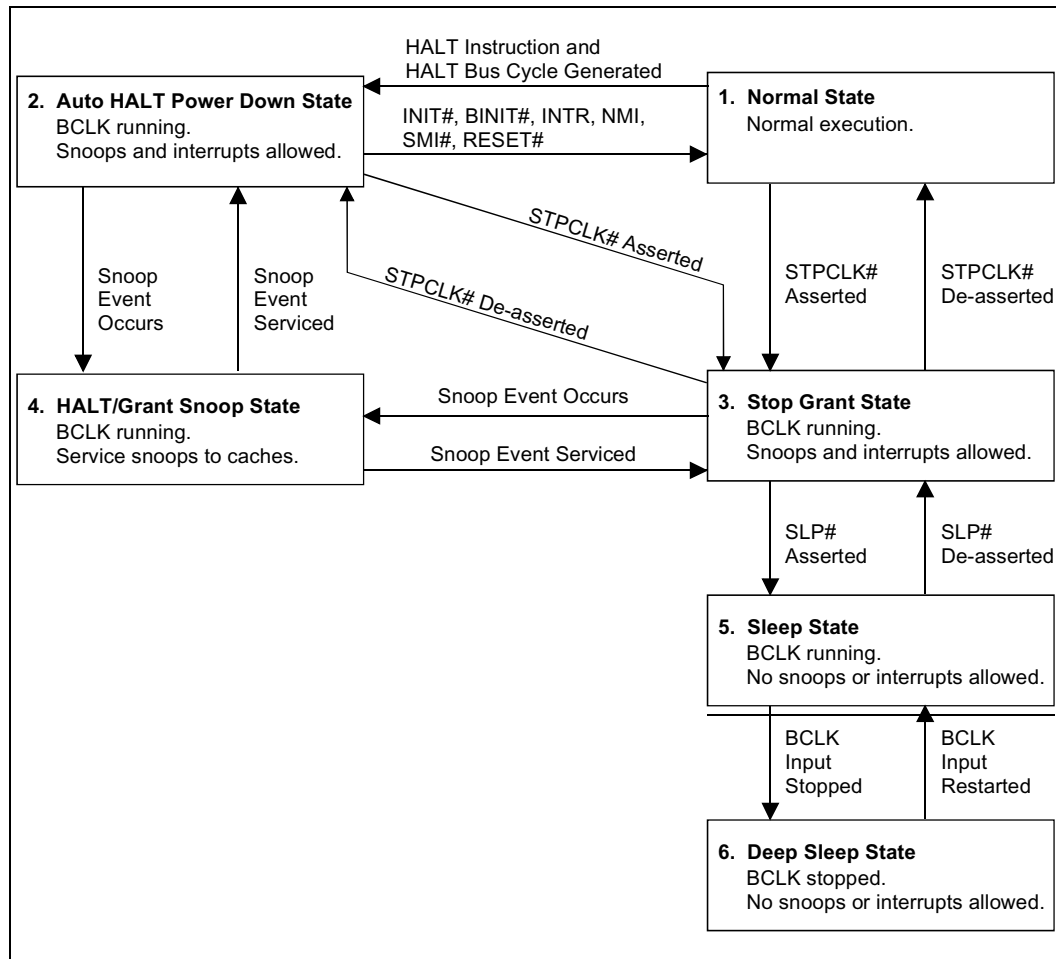 HALT Instruction and
HALT Bus Cycle Generated
2. Auto HALT Power Down State
BCLK running.
Snoops and interrupts allowed.
INIT#, BINIT#, INTR, NMI,
SMI#, RESET#
1. Normal State
Normal execution.
STPCLK# Asserted
STPCLK# De-asserted
Snoop
Event
Occurs
Snoop
Event
Serviced
STPCLK#
Asserted
STPCLK#
De-asserted
4. HALT/Grant Snoop State
BCLK running.
Service snoops to caches.
Snoop Event Occurs
Snoop Event Serviced
3. Stop Grant State
BCLK running.
Snoops and interrupts allowed.
SLP#
Asserted
SLP#
De-asserted
5. Sleep State
BCLK running.
No snoops or interrupts allowed.
BCLK
Input
Stopped
BCLK
Input
Restarted
6. Deep Sleep State
BCLK stopped.
No snoops or interrupts allowed.